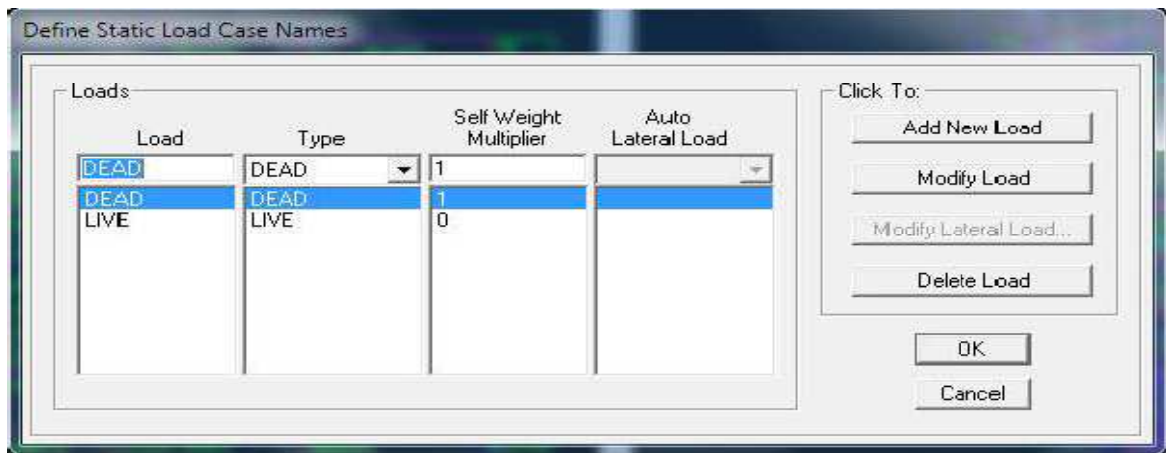 Define Static Load Case Names
Loads
Load Type Self Weight Multiplier Auto Lateral Load
DEAD DEAD 1
DEAD DEAD 1
LIVE LIVE 0
Click To:
Add New Load
Modify Load
Modify Lateral Load...
Delete Load
OK
Cancel